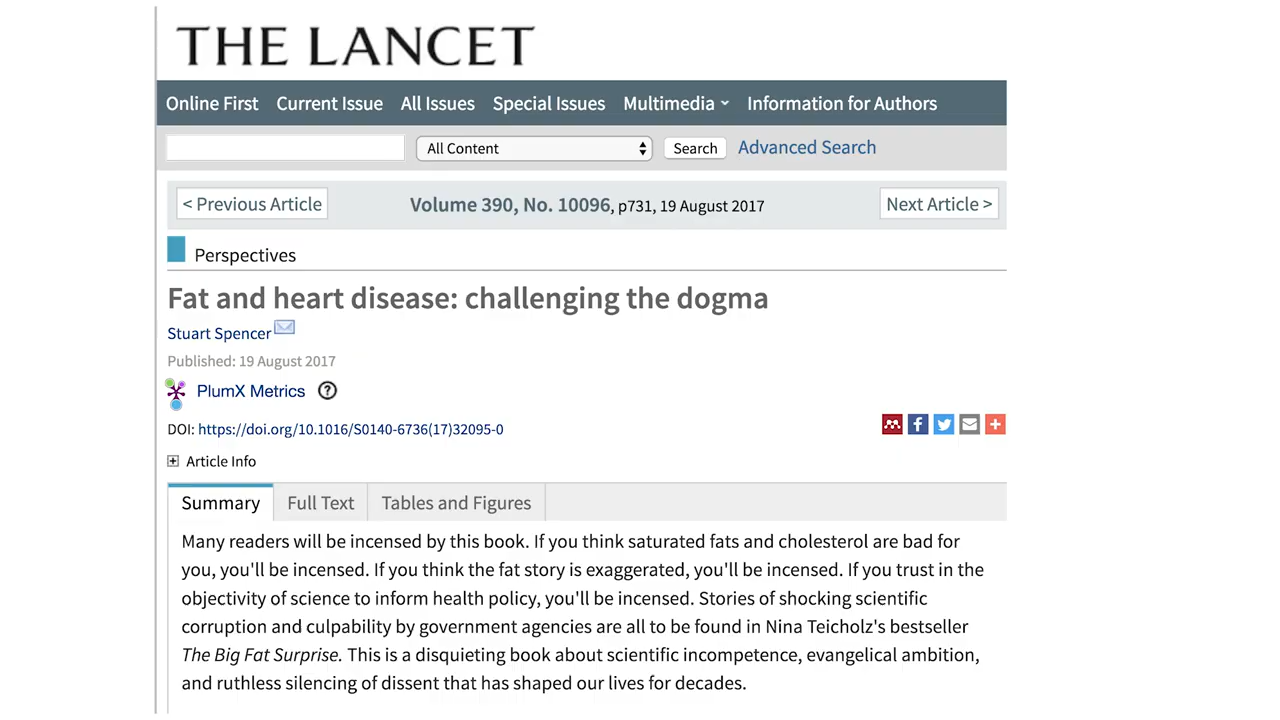 THE LANCET
Online First Current Issue All Issues Special Issues Multimedia Information for Authors
All Content Search Advanced Search
< Previous Article Volume 390, No. 10096, p731, 19 August 2017 Next Article >
Perspectives
Fat and heart disease: challenging the dogma
Stuart Spencer
Published: 19 August 2017
PlumX Metrics ?
DOI: https://doi.org/10.1016/S0140-6736(17)32095-0
Article Info
Summary Full Text Tables and Figures
Many readers will be incensed by this book. If you think saturated fats and cholesterol are bad for
you, you'll be incensed. If you think the fat story is exaggerated, you'll be incensed. If you trust in the
objectivity of science to inform health policy, you'll be incensed. Stories of shocking scientific
corruption and culpability by government agencies are all to be found in Nina Teicholz's bestseller
The Big Fat Surprise. This is a disquieting book about scientific incompetence, evangelical ambition,
and ruthless silencing of dissent that has shaped our lives for decades.